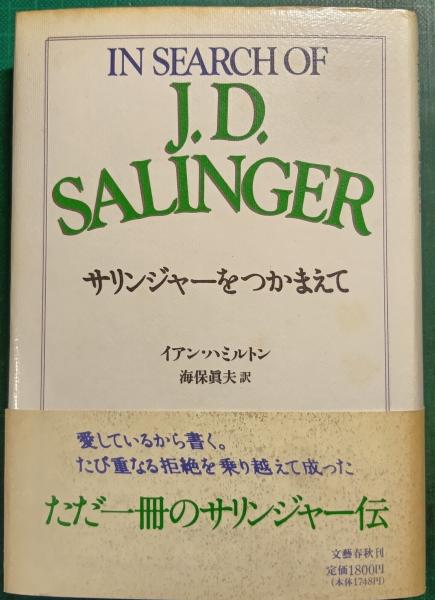 IN SEARCH OF
J.D.
SALINGER
サリンジャーをつかまえて
イアン・ハミルトン
海保眞夫 訳
愛しているから書く。
たび重なる拒絶を乗り越えて成った
ただ一冊のサリンジャー伝
文藝春秋刊
定価1800円
(本体1748円)